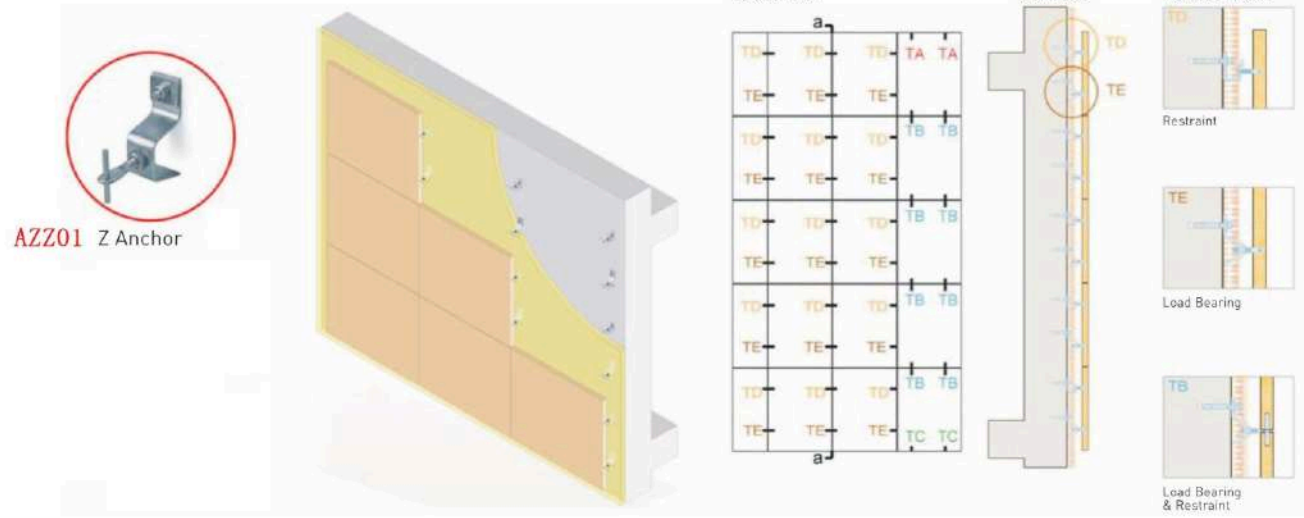 AZZ01 Z Anchor
a
TD TD TD TA TA
TE TE TE
TD TD TD TB TB
TE TE TE
TD TD TD TB TB
TE TE TE
TD TD TD TB TB
TE TE TE
TD TD TD TB TB
TE TE TE TC TC
a
TD
TE
TD
Restraint
TE
Load Bearing
TB
Load Bearing
& Restraint